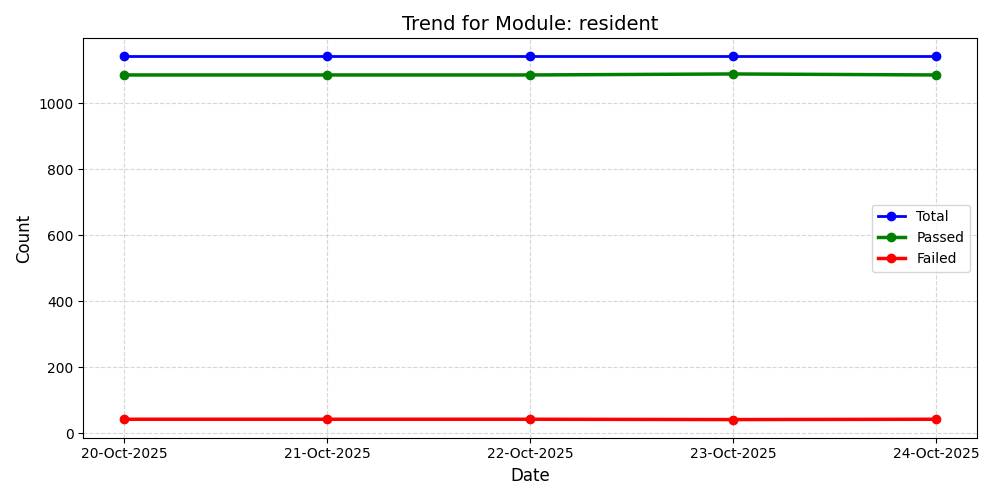 Trend for Module: resident
Count
1000
800
600
400
200
0
Total
Passed
Failed
20-Oct-2025
21-Oct-2025
22-Oct-2025
23-Oct-2025
24-Oct-2025
Date